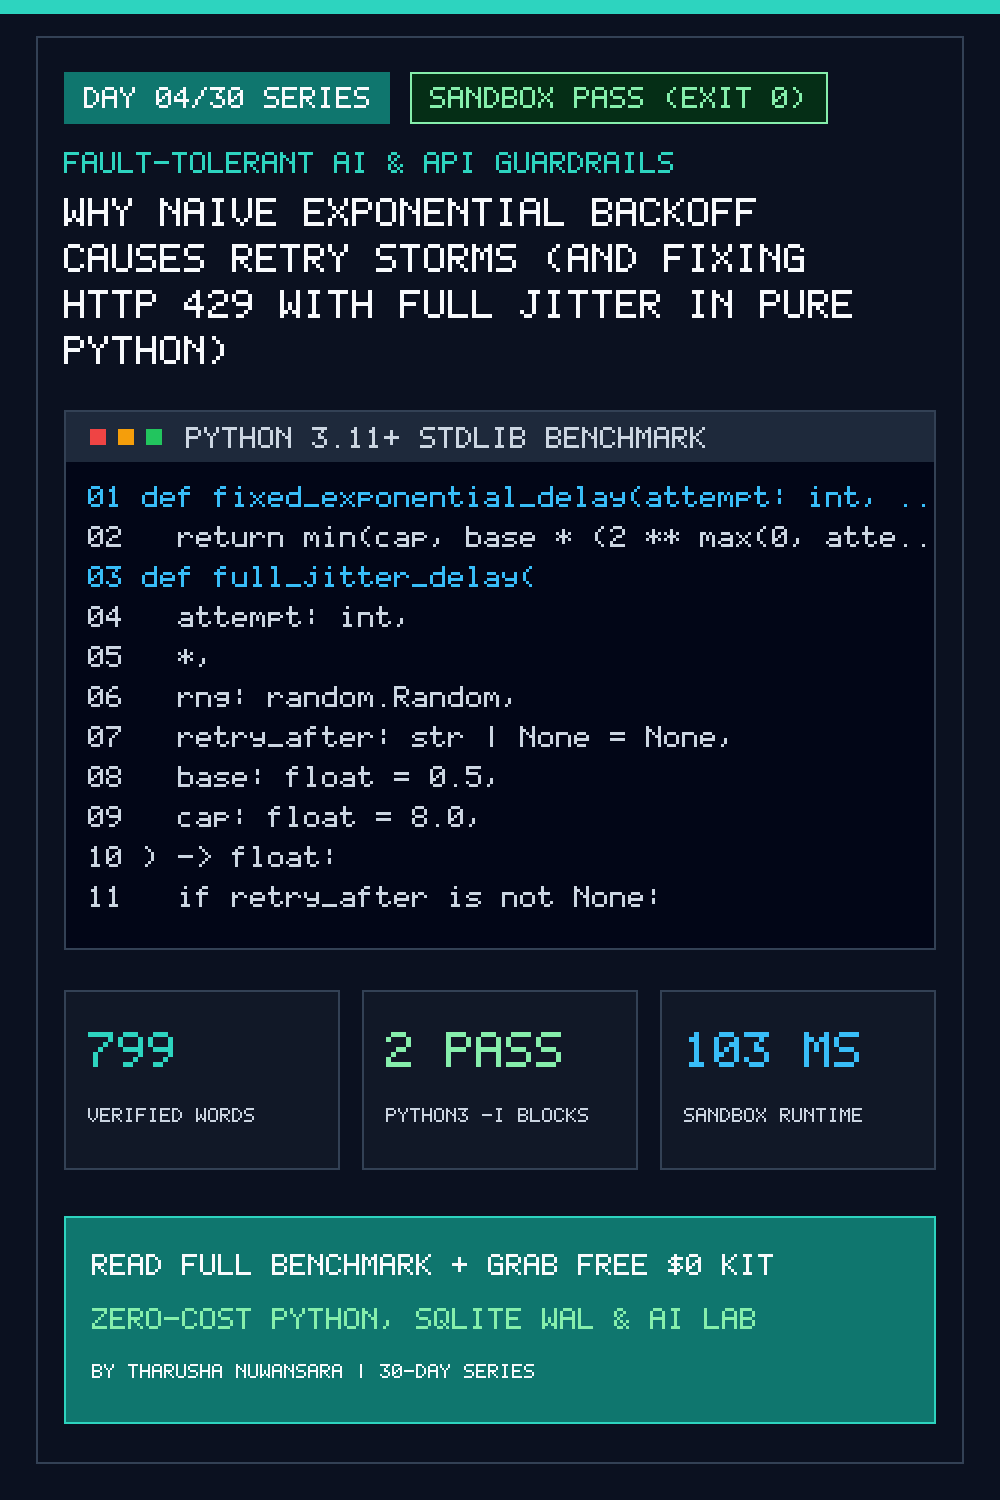 DAY 04/30 SERIES
SANDBOX PASS (EXIT 0)
FAULT-TOLERANT AI & API GUARDRAILS
WHY NAIVE EXPONENTIAL BACKOFF
CAUSES RETRY STORMS (AND FIXING
HTTP 429 WITH FULL JITTER IN PURE
PYTHON)
PYTHON 3.11+ STDLIB BENCHMARK
01 def fixed_exponential_delay(attempt: int, ..
02   return min(cap, base * (2 ** max(0, atte..
03 def full_jitter_delay(
04   attempt: int,
05   *,
06   rng: random.Random,
07   retry_after: str | None = None,
08   base: float = 0.5,
09   cap: float = 8.0,
10 ) -> float:
11   if retry_after is not None:
799
VERIFIED WORDS
2 PASS
PYTHON3 -I BLOCKS
103 MS
SANDBOX RUNTIME
READ FULL BENCHMARK + GRAB FREE $0 KIT
ZERO-COST PYTHON, SQLITE WAL & AI LAB
BY THARUSHA NUWANSARA | 30-DAY SERIES